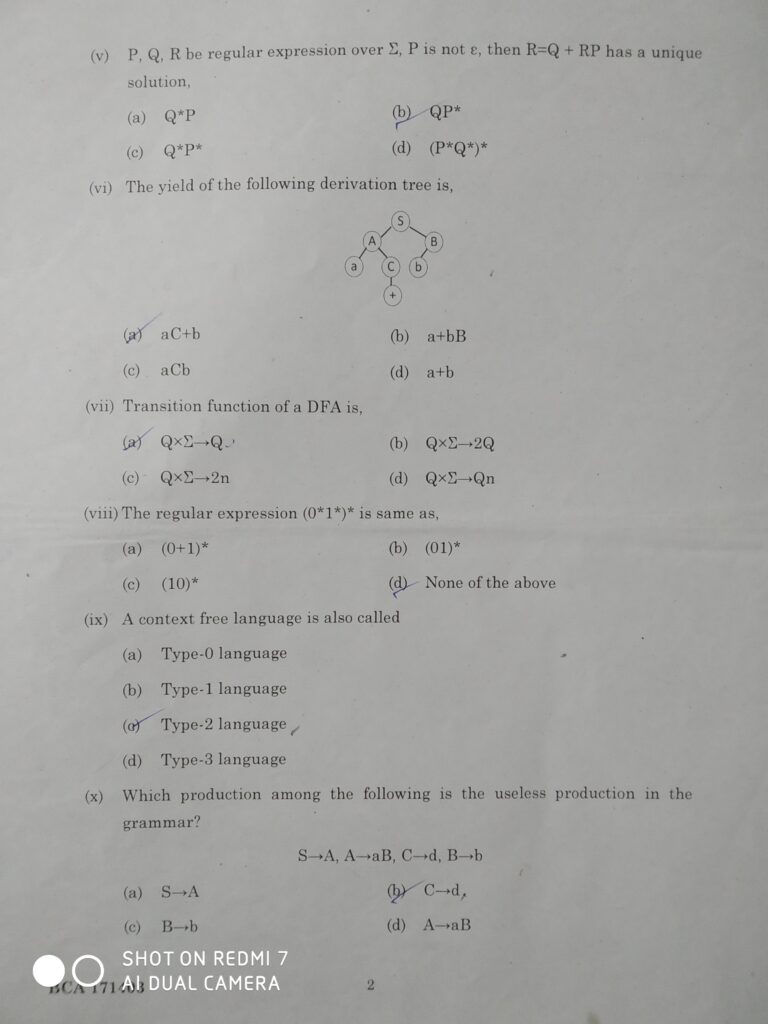 (v) P, Q, R be regular expression over Σ, P is not ε, then R=Q + RP has a unique
solution,
(a) Q*P (b) QP*
(c) Q*P* (d) (P*Q*)*
(vi) The yield of the following derivation tree is,
S
A B
a C b
+
(a) aC+b (b) a+bB
(c) aCb (d) a+b
(vii) Transition function of a DFA is,
(a) Q×Σ→Q (b) Q×Σ→2Q
(c) Q×Σ→2n (d) Q×Σ→Qn
(viii) The regular expression (0*1*)* is same as,
(a) (0+1)* (b) (01)*
(c) (10)* (d) None of the above
(ix) A context free language is also called
(a) Type-0 language
(b) Type-1 language
(c) Type-2 language
(d) Type-3 language
(x) Which production among the following is the useless production in the
grammar?
S→A, A→aB, C→d, B→b
(a) S→A (b) C→d,
(c) B→b (d) A→aB
SHOT ON REDMI 7
AI DUAL CAMERA
BCA 171403 2